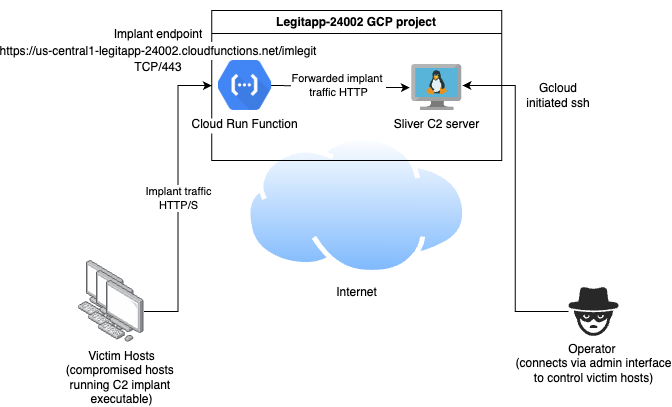 Legitapp-24002 GCP project
Implant endpoint
https://us-central1-legitapp-24002.cloudfunctions.net/imlegit
TCP/443
Forwarded implant
traffic HTTP
Gcloud
initiated ssh
Cloud Run Function
Sliver C2 server
Implant traffic
HTTP/S
Internet
Victim Hosts
(compromised hosts
running C2 implant
executable)
Operator
(connects via admin interface
to control victim hosts)